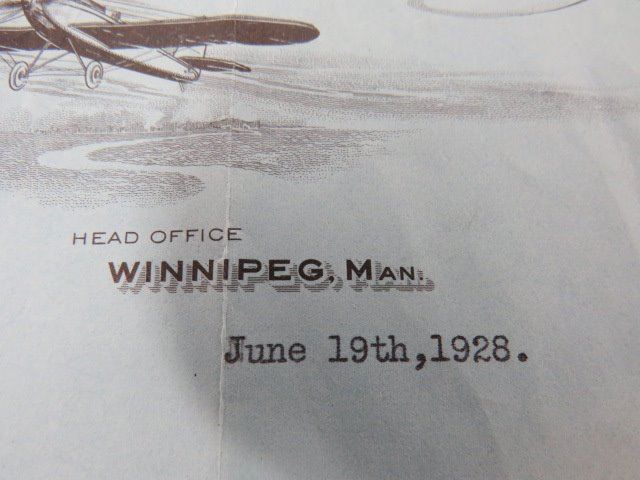 HEAD OFFICE
WINNIPEG, MAN.
June 19th,1928.